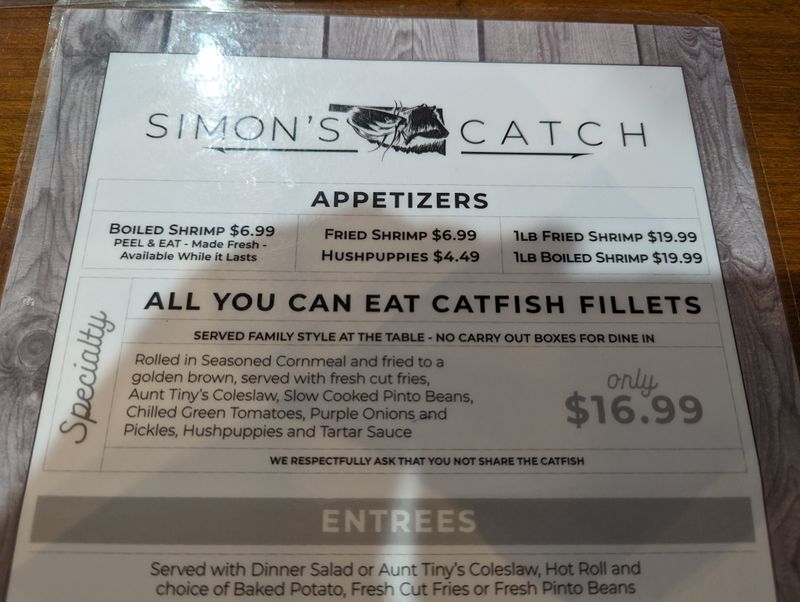 SIMON'S CATCH
APPETIZERS
BOILED SHRIMP $6.99
PEEL & EAT - Made Fresh -
Available While it Lasts
FRIED SHRIMP $6.99
HUSHPUPPIES $4.49
1LB FRIED SHRIMP $19.99
1LB BOILED SHRIMP $19.99
Specialty
ALL YOU CAN EAT CATFISH FILLETS
SERVED FAMILY STYLE AT THE TABLE - NO CARRY OUT BOXES FOR DINE IN
Rolled in Seasoned Cornmeal and fried to a
golden brown, served with fresh cut fries,
Aunt Tiny's Coleslaw, Slow Cooked Pinto Beans,
Chilled Green Tomatoes, Purple Onions and
Pickles, Hushpuppies and Tartar Sauce
only
$16.99
WE RESPECTFULLY ASK THAT YOU NOT SHARE THE CATFISH
ENTREES
Served with Dinner Salad or Aunt Tiny's Coleslaw, Hot Roll and
choice of Baked Potato, Fresh Cut Fries or Fresh Pinto Beans